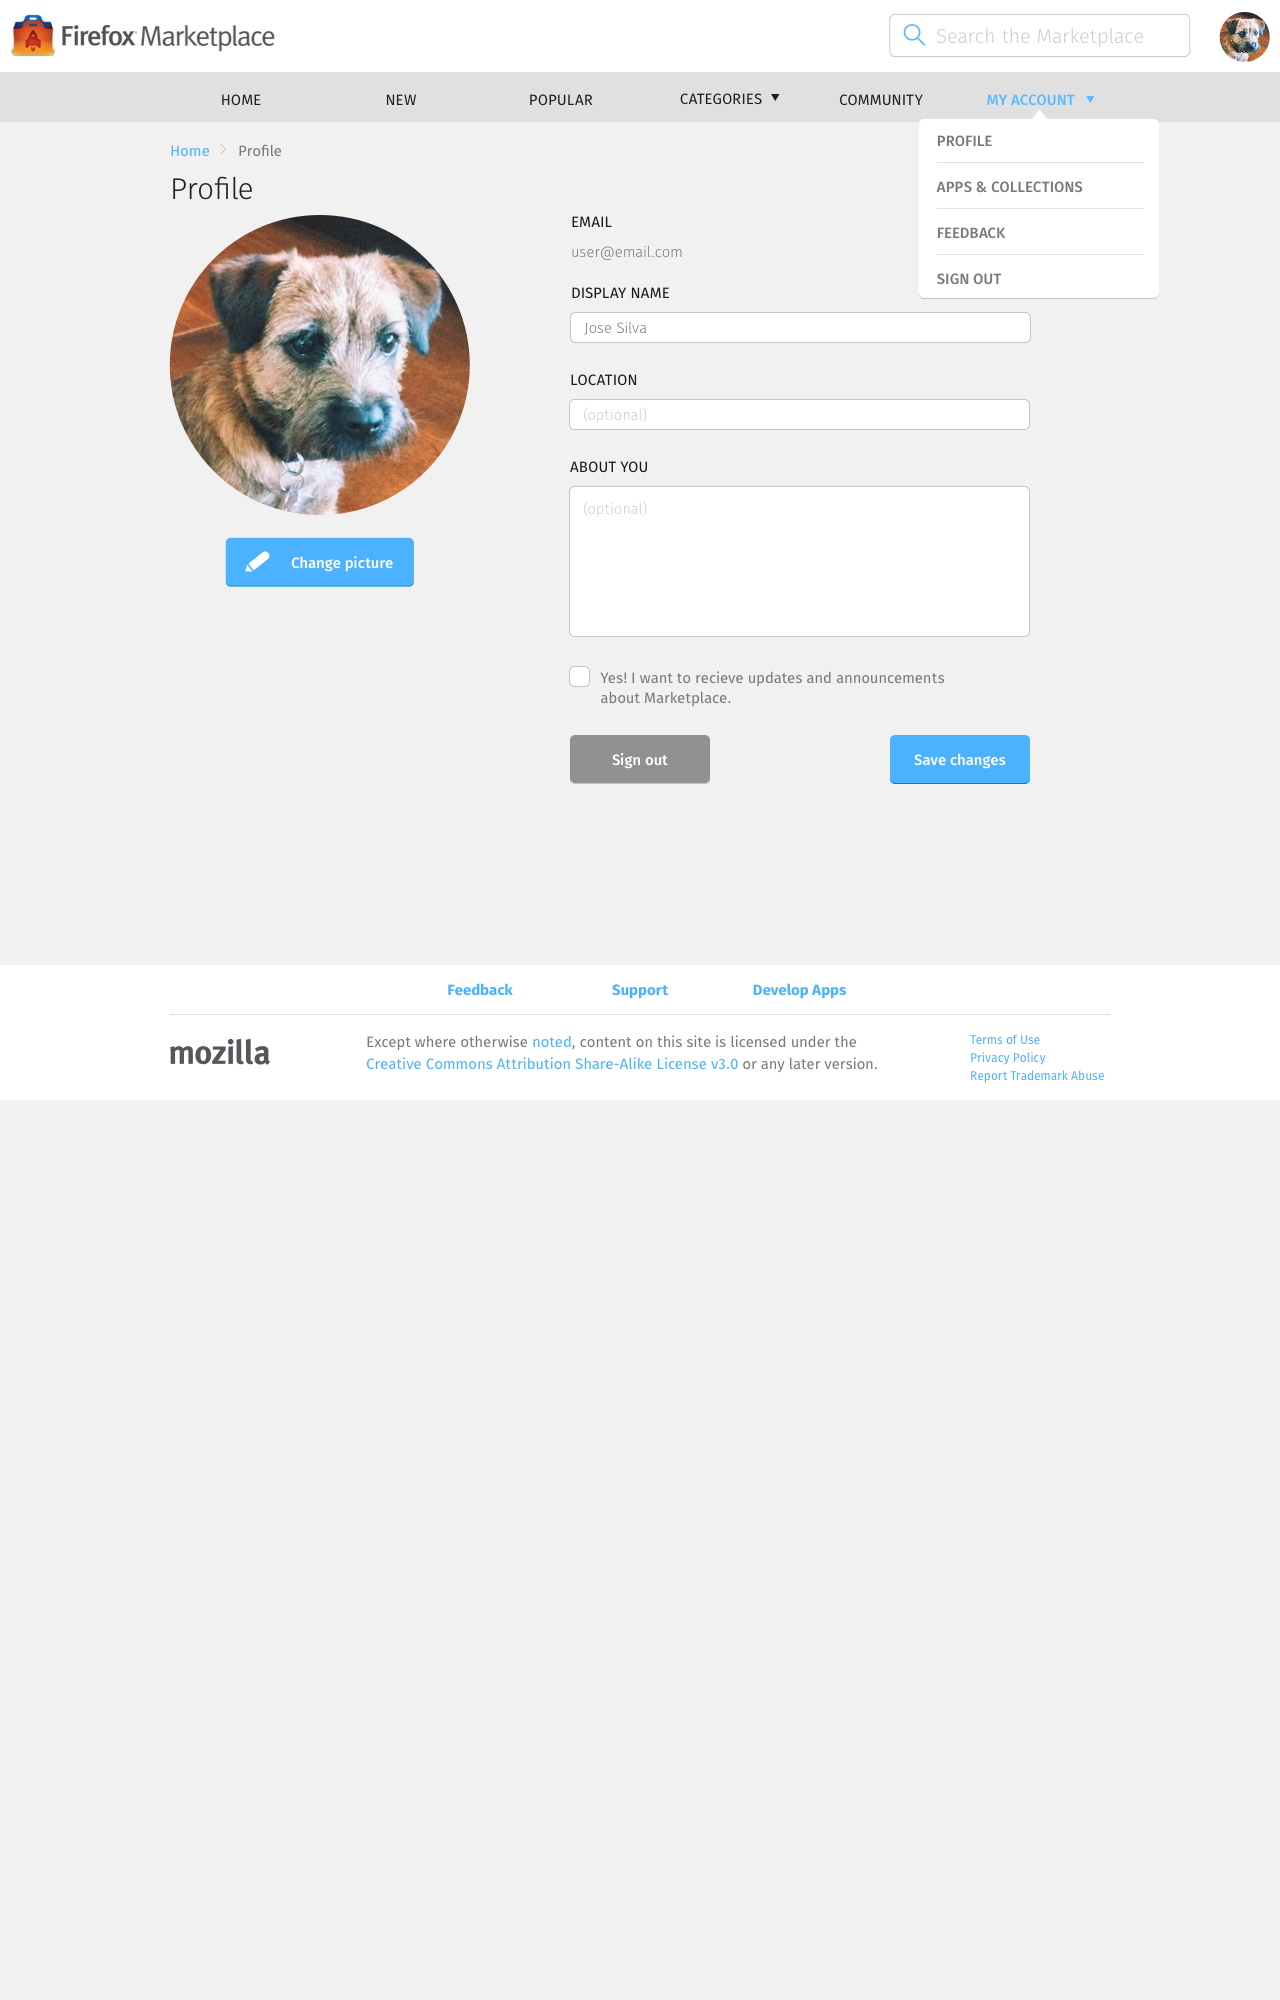 Firefox Marketplace
Search the Marketplace
HOME
NEW
POPULAR
CATEGORIES
COMMUNITY
MY ACCOUNT
PROFILE
APPS & COLLECTIONS
FEEDBACK
SIGN OUT
Home
Profile
Profile
EMAIL
user@email.com
DISPLAY NAME
Jose Silva
LOCATION
(optional)
ABOUT YOU
(optional)
Change picture
Yes! I want to recieve updates and announcements
about Marketplace.
Sign out
Save changes
Feedback
Support
Develop Apps
mozilla
Except where otherwise noted, content on this site is licensed under the
Creative Commons Attribution Share-Alike License v3.0 or any later version.
Terms of Use
Privacy Policy
Report Trademark Abuse